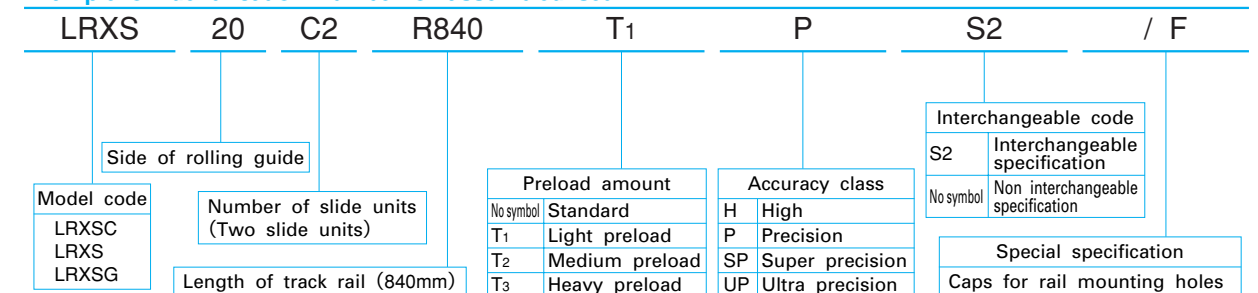 LRXS 20 C2 R840 T1 P S2 / F
Interchangeable code
S2 Interchangeable
specification
No symbol Non interchangeable
specification
Side of rolling guide
Model code
LRXSC
LRXS
LRXSG
Number of slide units
(Two slide units)
Length of track rail (840mm)
Preload amount
No symbol Standard
T1 Light preload
T2 Medium preload
T3 Heavy preload
Accuracy class
H High
P Precision
SP Super precision
UP Ultra precision
Special specification
Caps for rail mounting holes